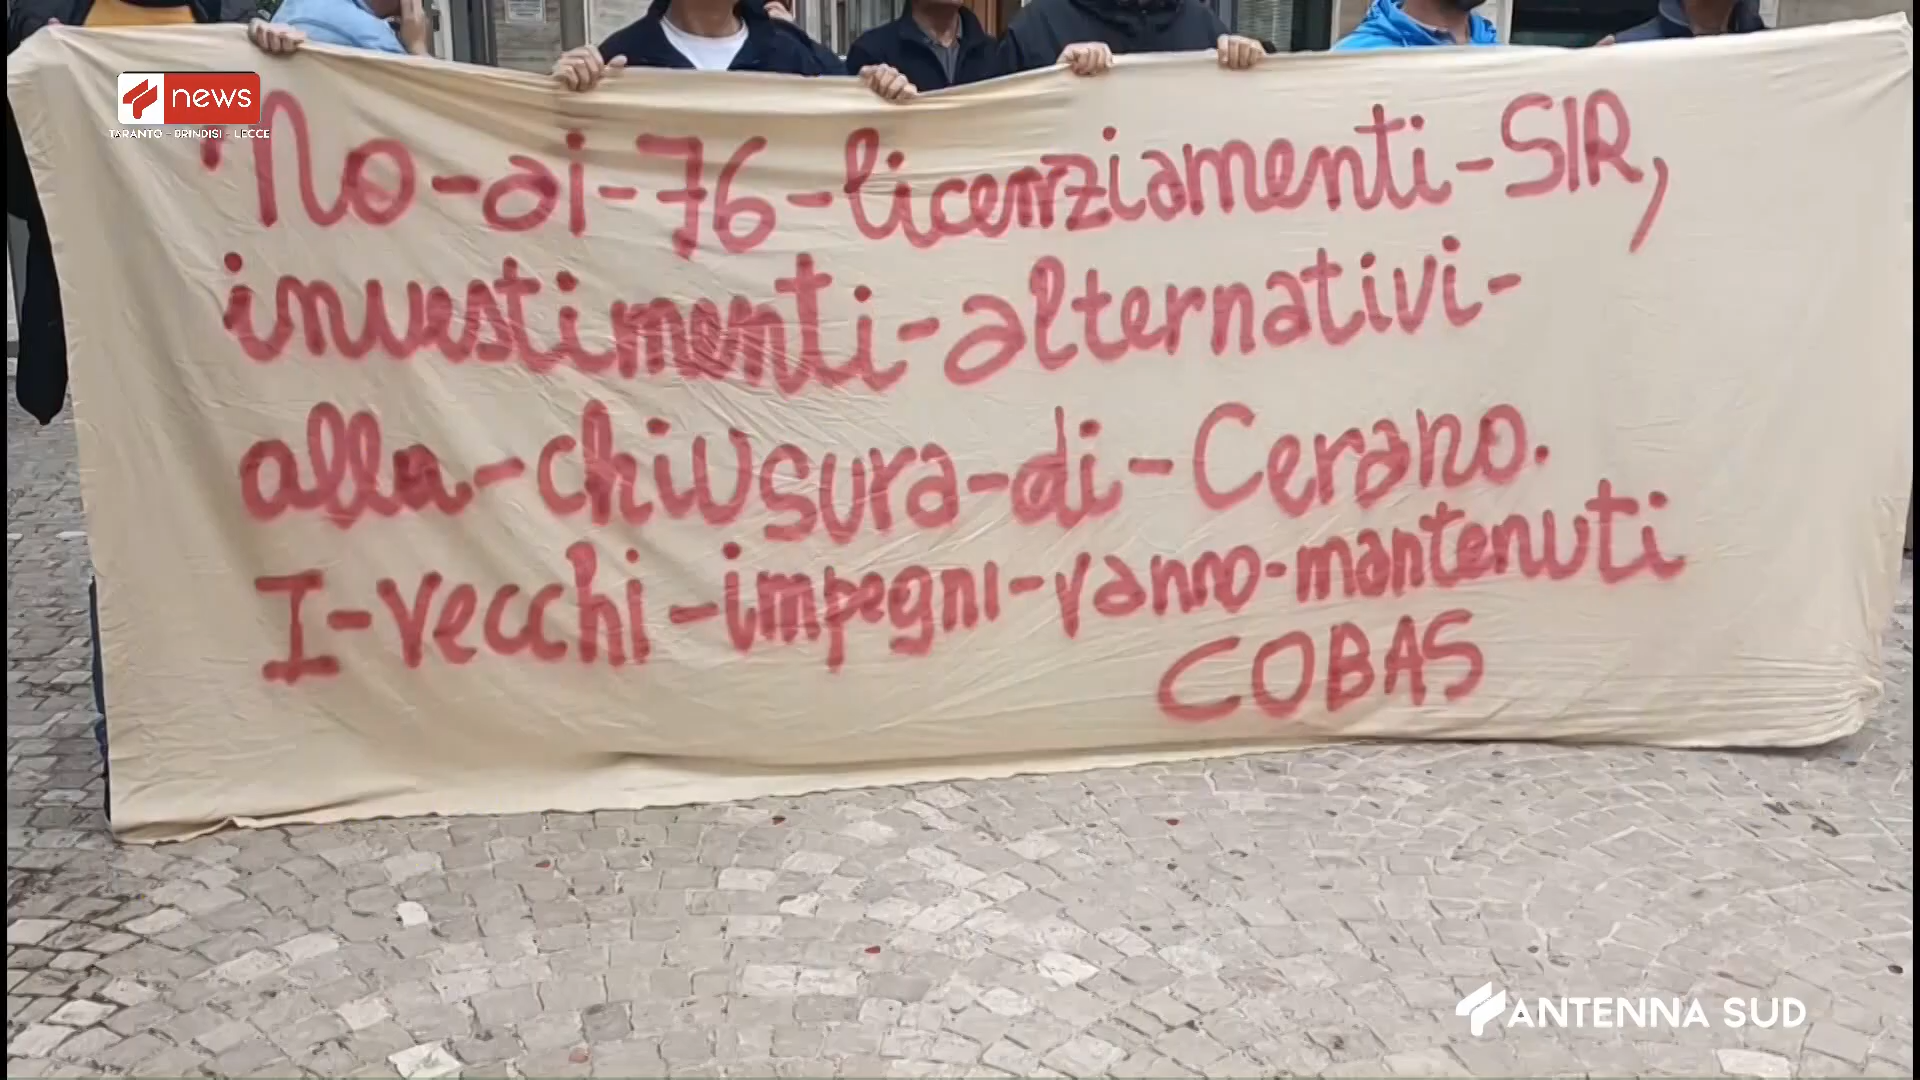 news
TARANTO - BRINDISI - LECCE
No-ai-76-licenziamenti-SIR,
investimenti-alternativi-
alla-chiusura-di-Cerano.
I-vecchi-impegni-vanno-mantenuti
COBAS
ANTENNA SUD